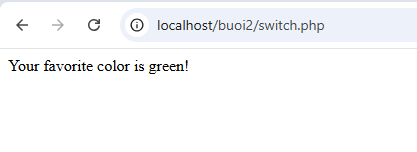 localhost/buoi2/switch.php
Your favorite color is green!